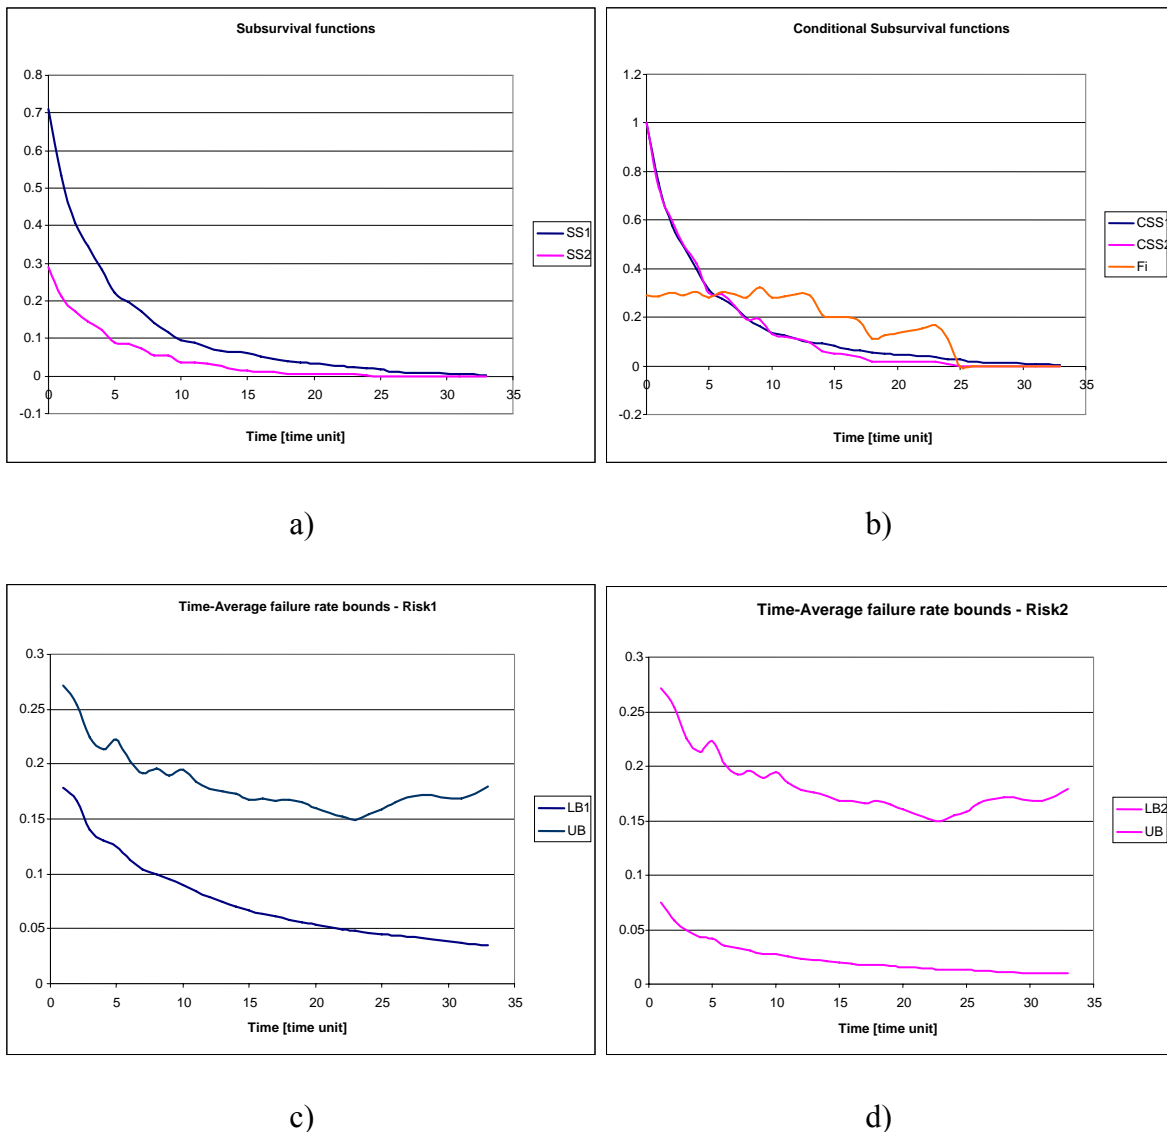 Subsurvival functions
0.8
0.7
0.6
0.5
0.4
0.3
0.2
0.1
0
-0.1
0 5 10 15 20 25 30 35
Time [time unit]
SS1
SS2
a)
Conditional Subsurvival functions
1.2
1
0.8
0.6
0.4
0.2
0
-0.2
0 5 10 15 20 25 30 35
Time [time unit]
CSS1
CSS2
Fi
b)
Time-Average failure rate bounds - Risk1
0.3
0.25
0.2
0.15
0.1
0.05
0
0 5 10 15 20 25 30 35
Time [time unit]
LB1
UB
c)
Time-Average failure rate bounds - Risk2
0.3
0.25
0.2
0.15
0.1
0.05
0
0 5 10 15 20 25 30 35
Time [time unit]
LB2
UB
d)